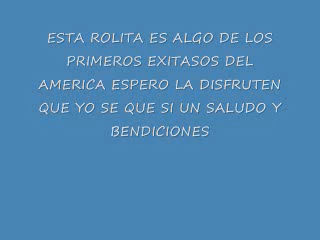 ESTA ROLITA ES ALGO DE LOS
PRIMEROS EXITASOS DEL
AMERICA ESPERO LA DISFRUTEN
QUE YO SE QUE SI UN SALUDO Y
BENDICIONES